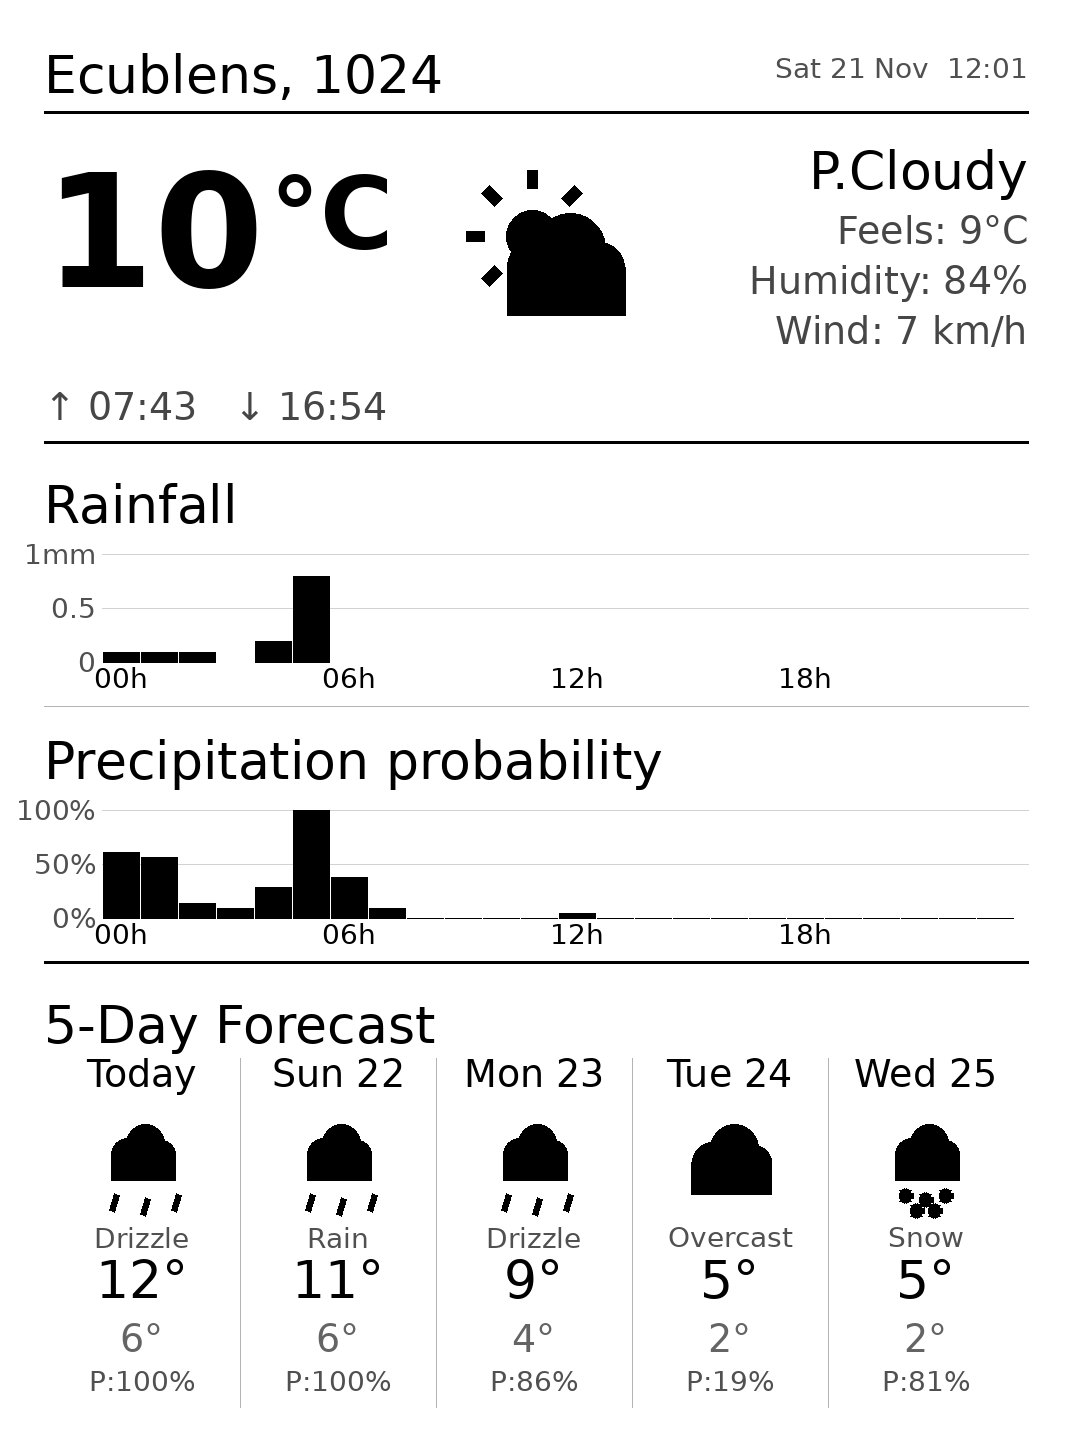 Ecublens, 1024
Sat 21 Nov 12:01
10°C
P.Cloudy
Feels: 9°C
Humidity: 84%
Wind: 7 km/h
↑ 07:43 ↓ 16:54
Rainfall
1mm
0.5
0
00h 06h 12h 18h
Precipitation probability
100%
50%
0%
00h 06h 12h 18h
5-Day Forecast
Today Sun 22 Mon 23 Tue 24 Wed 25
Drizzle Rain Drizzle Overcast Snow
12° 11° 9° 5° 5°
6° 6° 4° 2° 2°
P:100% P:100% P:86% P:19% P:81%